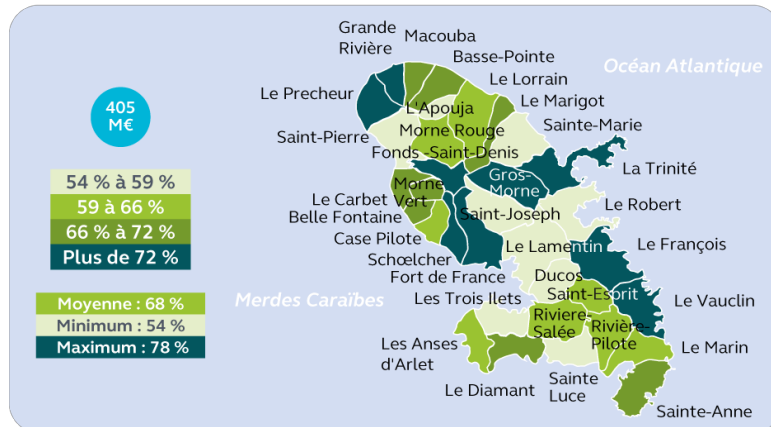 Grande
Rivière
Macouba
Basse-Pointe
Le Lorrain
Océan Atlantique
Le Precheur
405
M€
L'Apouja
Le Marigot
Sainte-Marie
Saint-Pierre
Morne Rouge
Fonds -Saint-Denis
La Trinité
54 % à 59 %
59 à 66 %
66 % à 72 %
Plus de 72 %
Gros-
Morne
Morne
Vert
Le Carbet
Belle Fontaine
Saint-Joseph
Le Robert
Case Pilote
Le Lamentin
Le François
Schœlcher
Fort de France
Ducos
Merdes Caraïbes
Les Trois Ilets
Saint-Esprit
Le Vauclin
Moyenne : 68 %
Minimum : 54 %
Maximum : 78 %
Riviere-
Salée
Rivière-
Pilote
Les Anses
d'Arlet
Le Marin
Le Diamant
Sainte
Luce
Sainte-Anne